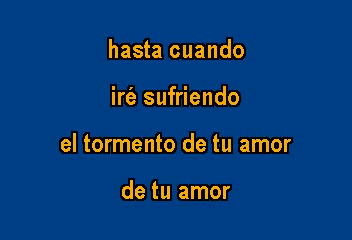 hasta cuando
iré sufriendo
el tormento de tu amor
de tu amor